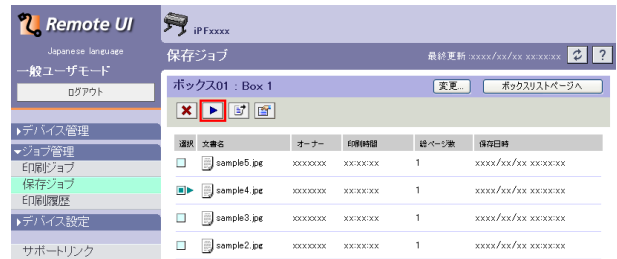 Remote UI
Japanese language
一般ユーザモード
ログアウト
▸デバイス管理
▾ジョブ管理
印刷ジョブ
保存ジョブ
印刷履歴
▸デバイス設定
サポートリンク
iPFxxxx
保存ジョブ
最終更新 :xxxx/xx/xx xx:xx:xx
?
ボックス01 : Box 1
変更...
ボックスリストページへ
選択 文書名 オーナー 印刷時間 総ページ数 保存日時
sample5.jpg xxxxxxx xx:xx:xx 1 xxxx/xx/xx xx:xx:xx
sample4.jpg xxxxxxx xx:xx:xx 1 xxxx/xx/xx xx:xx:xx
sample3.jpg xxxxxxx xx:xx:xx 1 xxxx/xx/xx xx:xx:xx
sample2.jpg xxxxxxx xx:xx:xx 1 xxxx/xx/xx xx:xx:xx